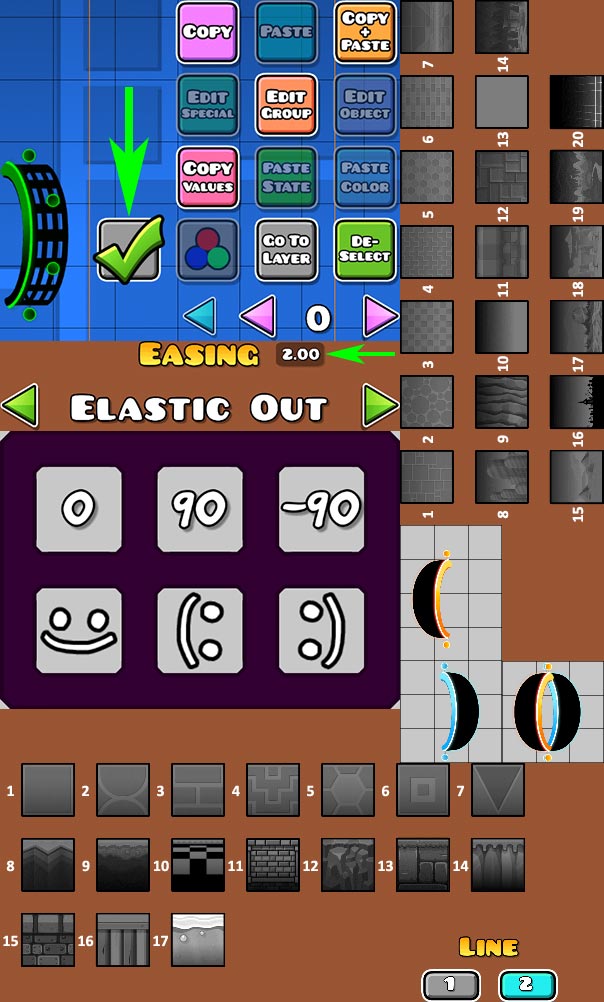 COPY
PASTE
COPY
+
PASTE
EDIT
SPECIAL
EDIT
GROUP
EDIT
OBJECT
COPY
VALUES
PASTE
STATE
PASTE
COLOR
GO TO
LAYER
DE-
SELECT
0
EASING 2.00
ELASTIC OUT
0 90 -90
7 14
6 13 20
5 12 19
4 11 18
3 10 17
2 9 16
1 8 15
1 2 3 4 5 6 7
8 9 10 11 12 13 14
15 16 17
LINE
1 2